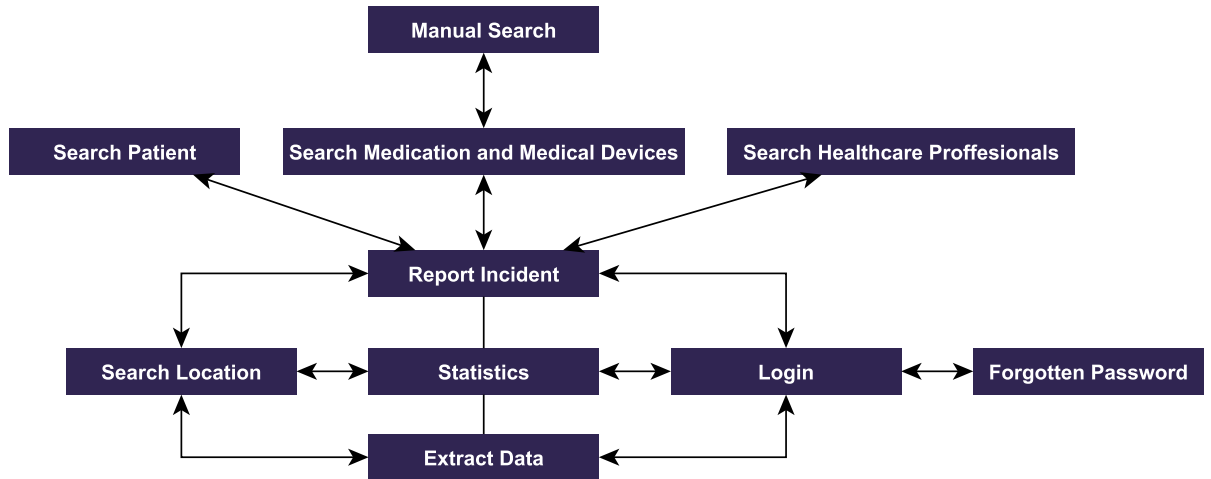 Manual Search
Search Patient
Search Medication and Medical Devices
Search Healthcare Proffesionals
Report Incident
Search Location
Statistics
Login
Forgotten Password
Extract Data